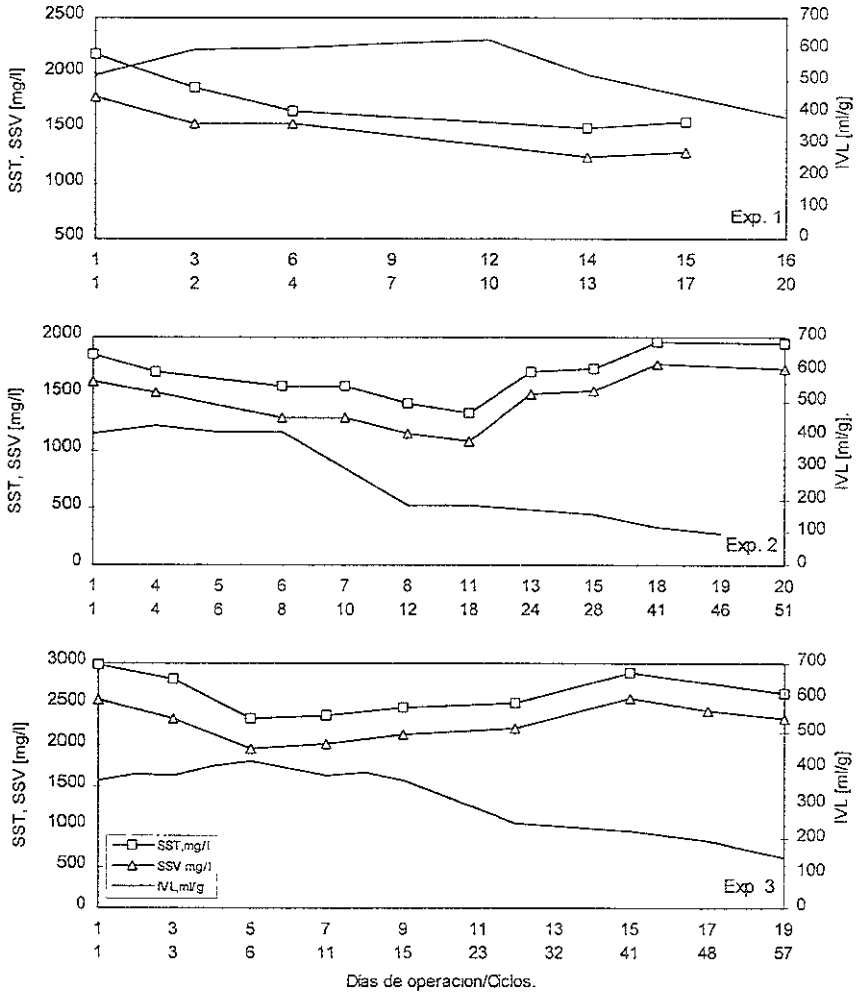 2500
2000
1500
1000
500
SST, SSV [mg/l]
700
600
500
400
300
200
100
0
IVL [ml/g]
Exp. 1
1 3 6 9 12 14 15 16
1 2 4 7 10 13 17 20
2000
1500
1000
500
0
SST, SSV [mg/l]
700
600
500
400
300
200
100
0
IVL [ml/g].
Exp. 2
1 4 5 6 7 8 11 13 15 18 19 20
1 4 6 8 10 12 18 24 28 41 46 51
3000
2500
2000
1500
1000
500
0
SST, SSV [mg/l]
700
600
500
400
300
200
100
0
IVL [ml/g]
SST,mg/l
SSV mg/l
IVL,ml/g
Exp 3
1 3 5 7 9 11 13 15 17 19
1 3 6 11 15 23 32 41 48 57
Días de operacion/Ciclos.